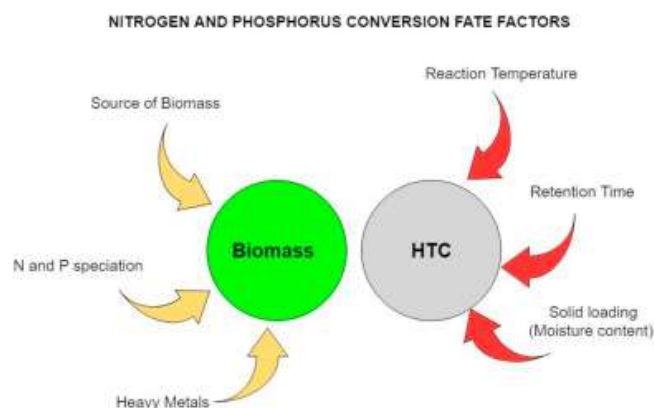 NITROGEN AND PHOSPHORUS CONVERSION FATE FACTORS
Reaction Temperature
Source of Biomass
Retention Time
Biomass
HTC
N and P speciation
Solid loading
(Moisture content)
Heavy Metals